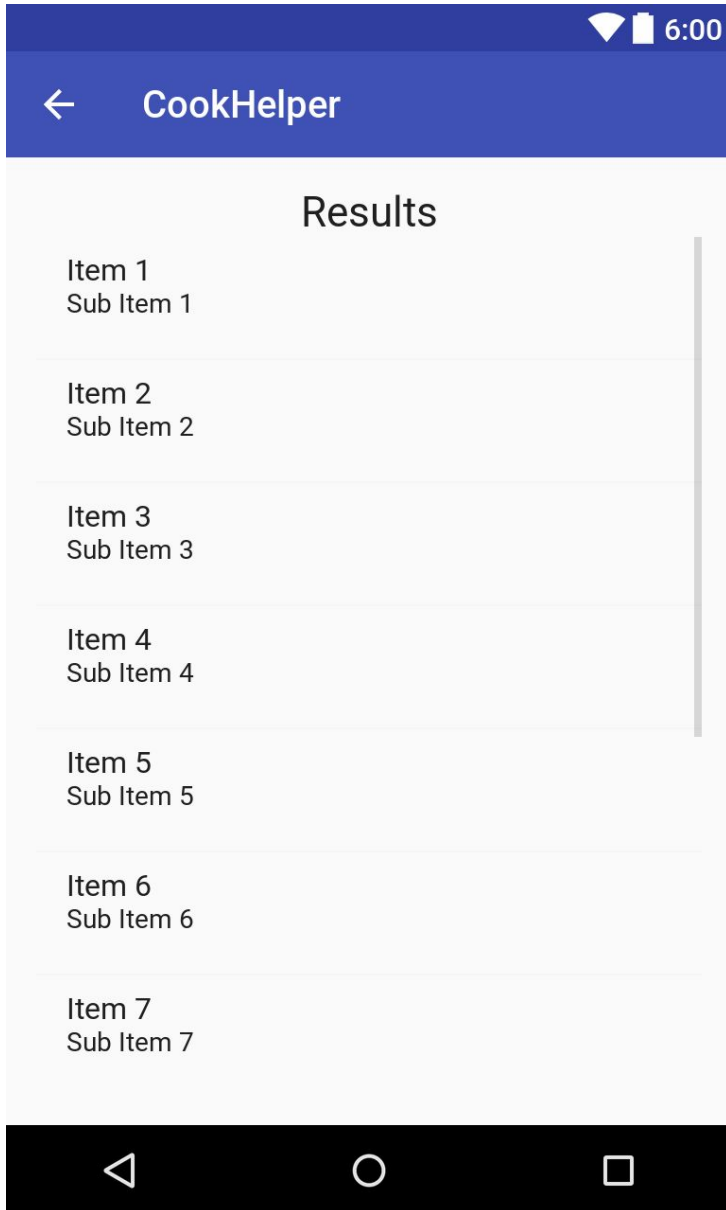 6:00
CookHelper
Results
Item 1
Sub Item 1
Item 2
Sub Item 2
Item 3
Sub Item 3
Item 4
Sub Item 4
Item 5
Sub Item 5
Item 6
Sub Item 6
Item 7
Sub Item 7